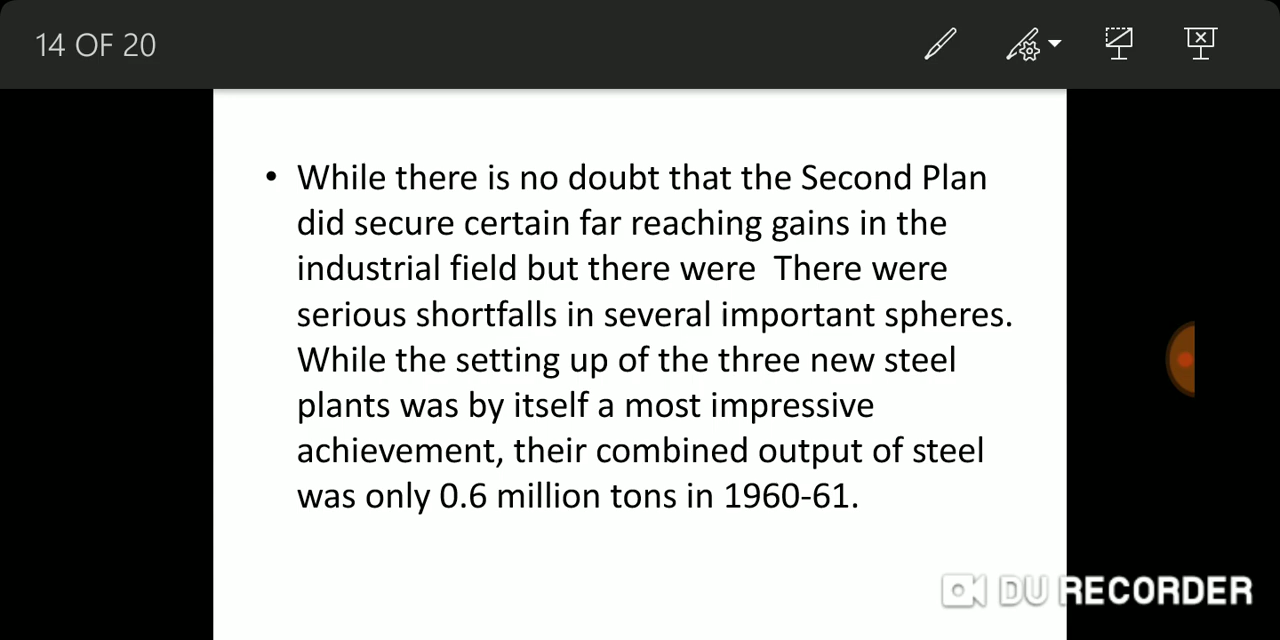 14 OF 20
• While there is no doubt that the Second Plan
did secure certain far reaching gains in the
industrial field but there were  There were
serious shortfalls in several important spheres.
While the setting up of the three new steel
plants was by itself a most impressive
achievement, their combined output of steel
was only 0.6 million tons in 1960-61.
DU RECORDER